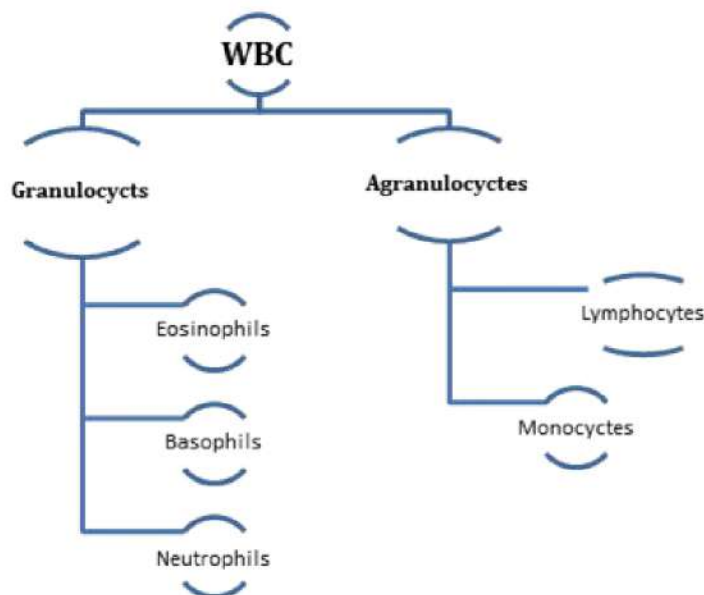 WBC
Granulocycts
Agranulocyctes
Eosinophils
Basophils
Neutrophils
Lymphocytes
Monocyctes